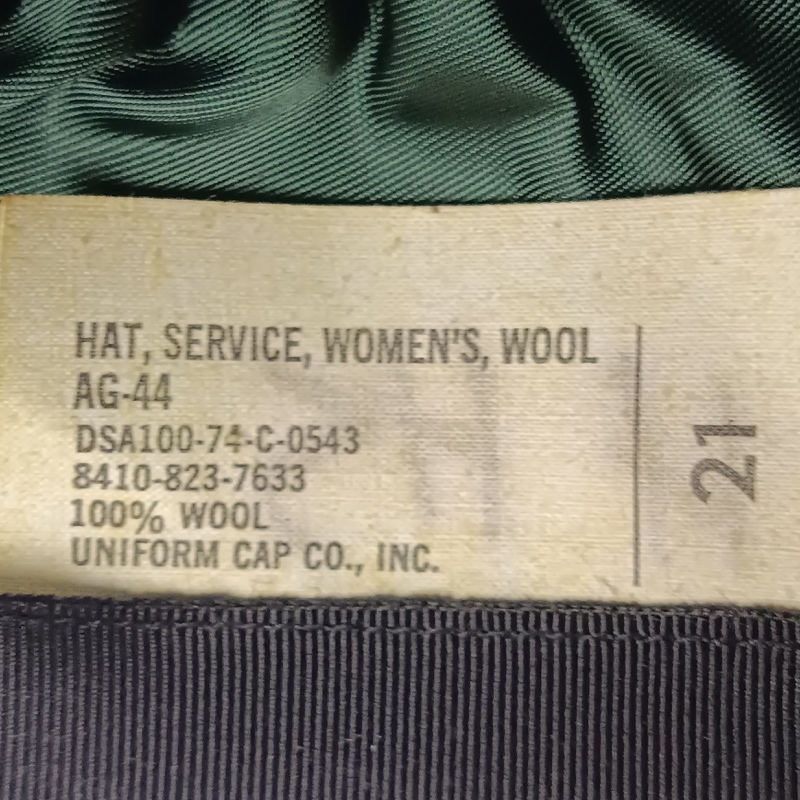 HAT, SERVICE, WOMEN'S, WOOL
AG-44
DSA100-74-C-0543
8410-823-7633
100% WOOL
UNIFORM CAP CO., INC.
21